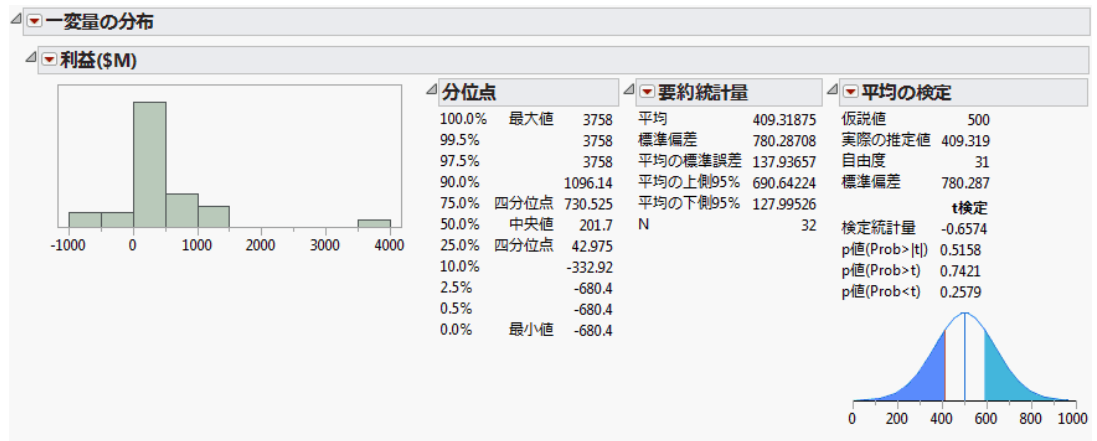 一変量の分布
利益($M)
-1000 0 1000 2000 3000 4000
分位点
100.0% 最大値 3758
99.5% 3758
97.5% 3758
90.0% 1096.14
75.0% 四分位点 730.525
50.0% 中央値 201.7
25.0% 四分位点 42.975
10.0% -332.92
2.5% -680.4
0.5% -680.4
0.0% 最小値 -680.4
要約統計量
平均 409.31875
標準偏差 780.28708
平均の標準誤差 137.93657
平均の上側95% 690.64224
平均の下側95% 127.99526
N 32
平均の検定
仮説値 500
実際の推定値 409.319
自由度 31
標準偏差 780.287
t検定
検定統計量 -0.6574
p値(Prob>|t|) 0.5158
p値(Prob>t) 0.7421
p値(Prob<t) 0.2579
0 200 400 600 800 1000